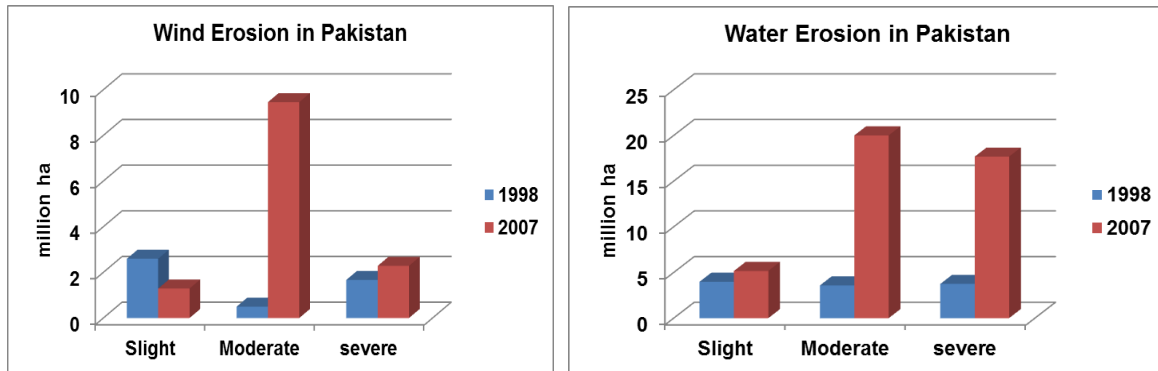 Wind Erosion in Pakistan
10
8
6
4
2
0
million ha
Slight Moderate severe
1998
2007
Water Erosion in Pakistan
25
20
15
10
5
0
million ha
Slight Moderate severe
1998
2007